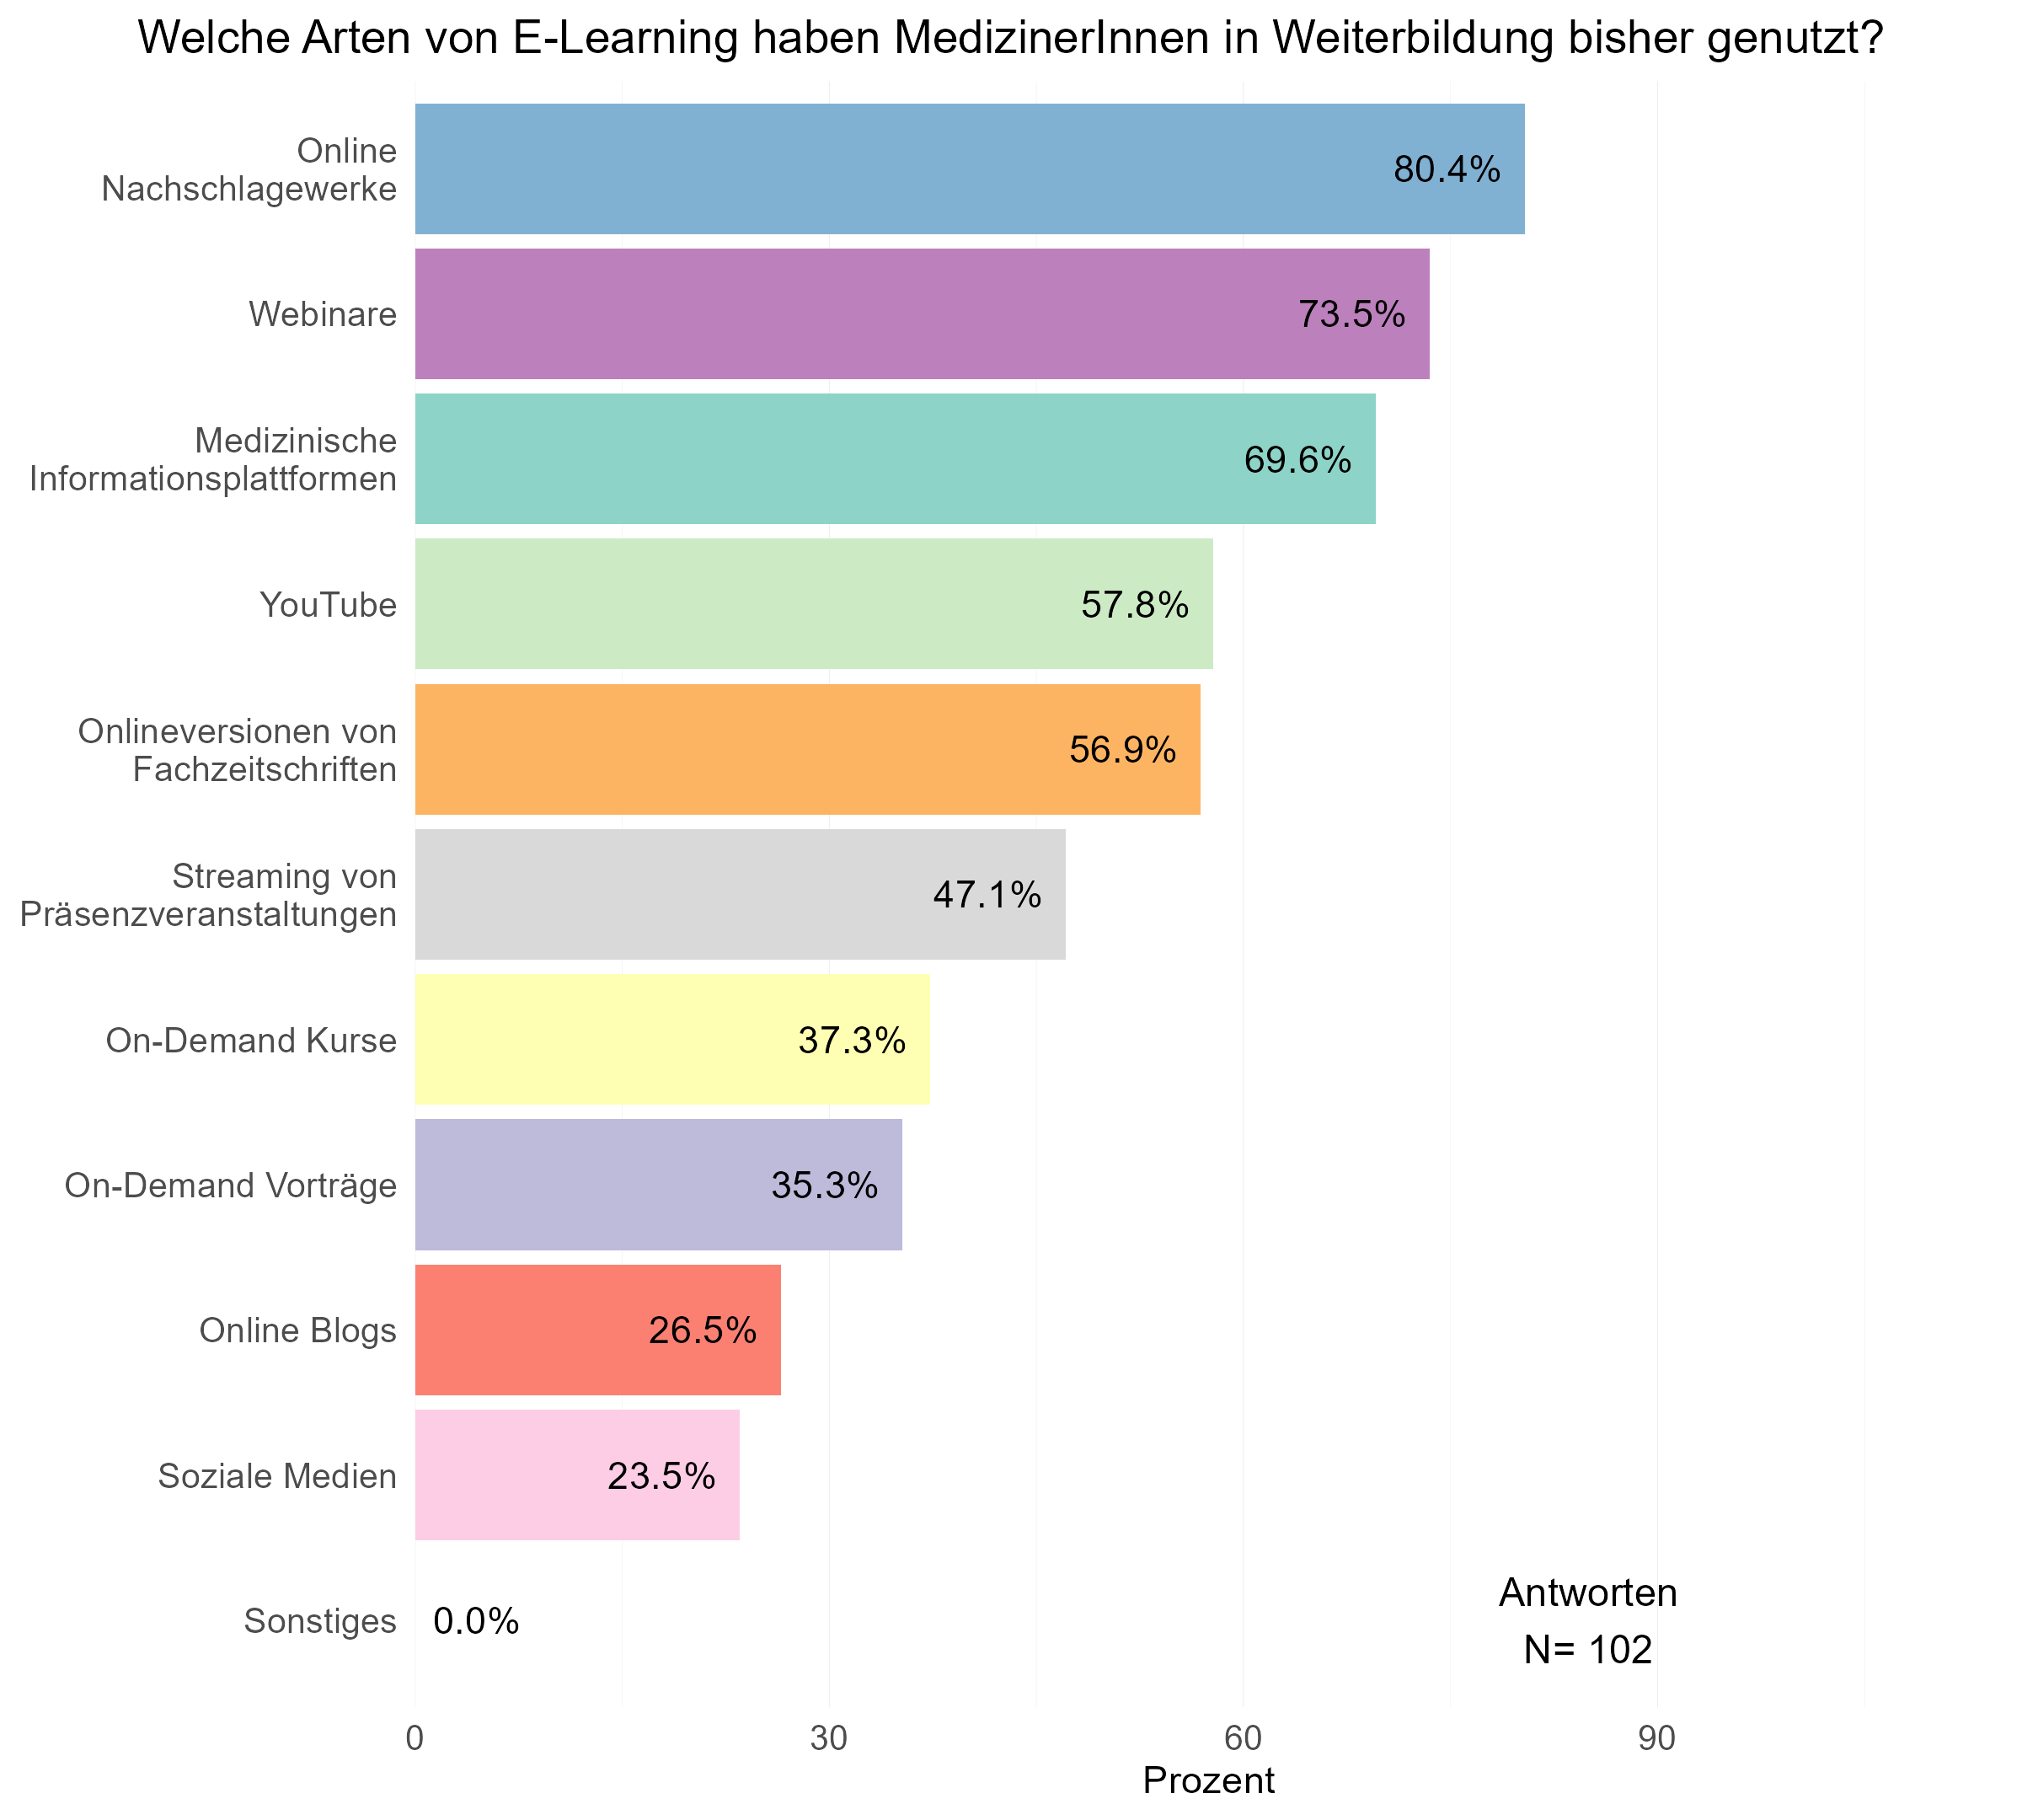 Welche Arten von E-Learning haben MedizinerInnen in Weiterbildung bisher genutzt?
Online
Nachschlagewerke
80.4%
Webinare
73.5%
Medizinische
Informationsplattformen
69.6%
YouTube
57.8%
Onlineversionen von
Fachzeitschriften
56.9%
Streaming von
Präsenzveranstaltungen
47.1%
On-Demand Kurse
37.3%
On-Demand Vorträge
35.3%
Online Blogs
26.5%
Soziale Medien
23.5%
Sonstiges
0.0%
Antworten
N= 102
0 30 60 90
Prozent